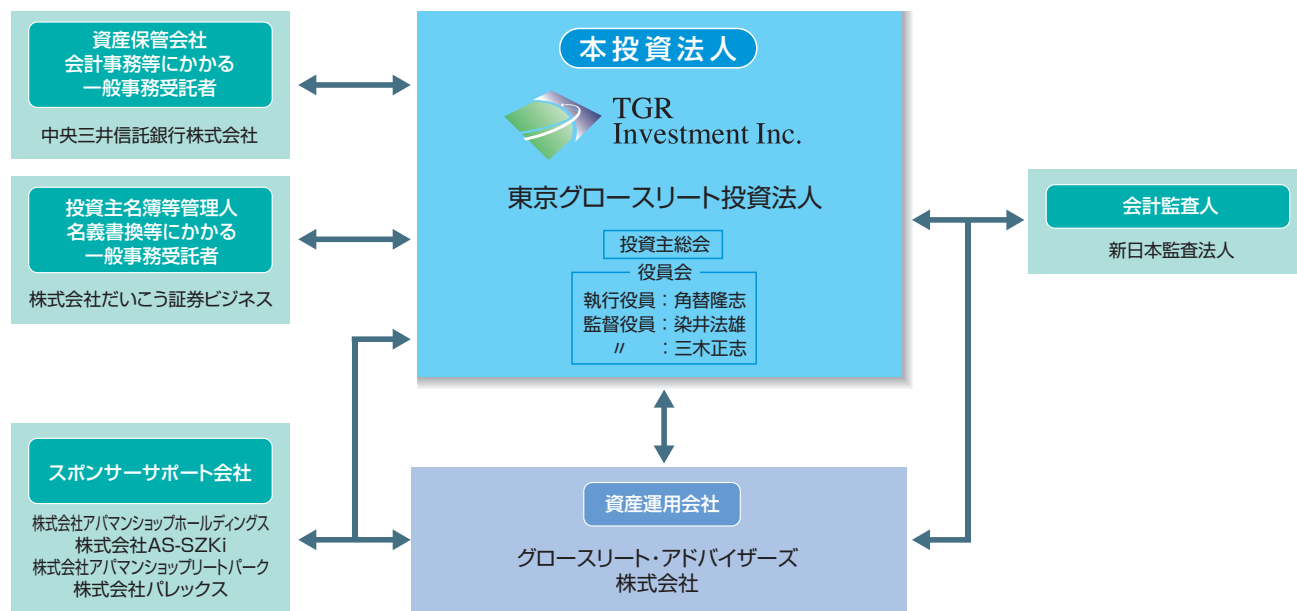 資産保管会社
会計事務等にかかる
一般事務受託者
中央三井信託銀行株式会社
投資主名簿等管理人
名義書換等にかかる
一般事務受託者
株式会社だいこう証券ビジネス
スポンサーサポート会社
株式会社アパマンショップホールディングス
株式会社AS-SZKi
株式会社アパマンショップリートパーク
株式会社パレックス
本投資法人
TGR
Investment Inc.
東京グロースリート投資法人
投資主総会
役員会
執行役員：角替隆志
監督役員：染井法雄
〃　　：三木正志
資産運用会社
グロースリート・アドバイザーズ
株式会社
会計監査人
新日本監査法人